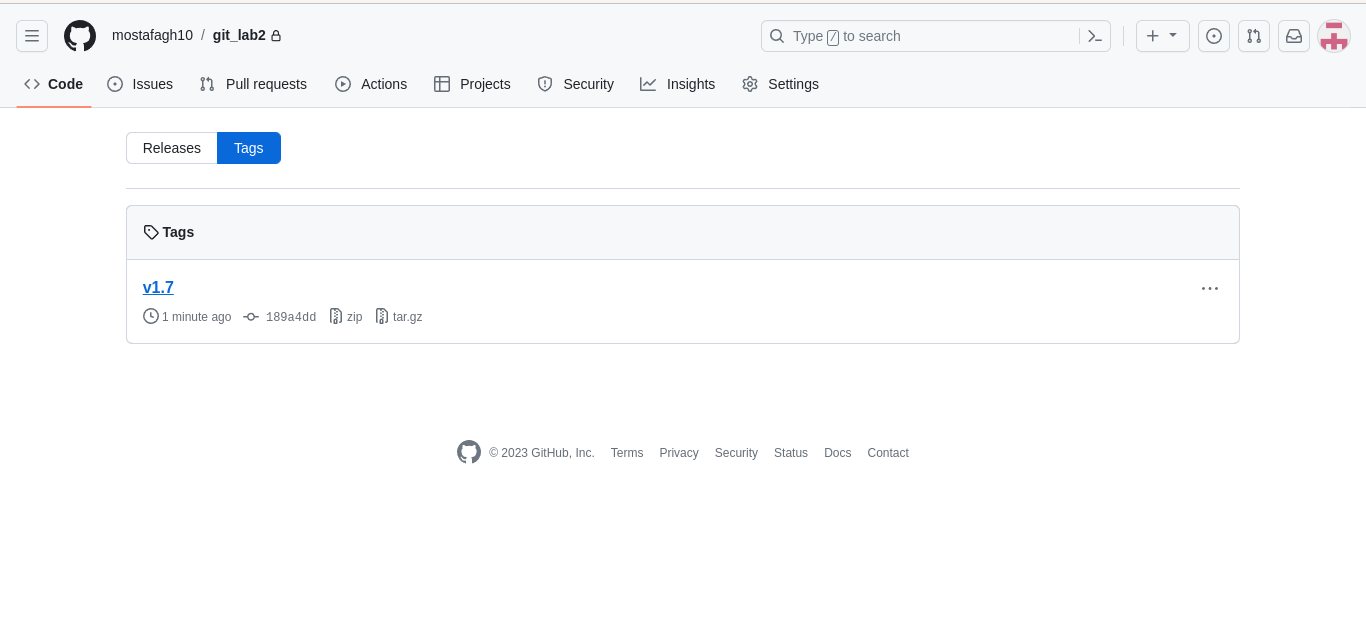 mostafagh10 / git_lab2 Type / to search
Code Issues Pull requests Actions Projects Security Insights Settings
Releases Tags
Tags
v1.7
1 minute ago 189a4dd zip tar.gz
© 2023 GitHub, Inc. Terms Privacy Security Status Docs Contact